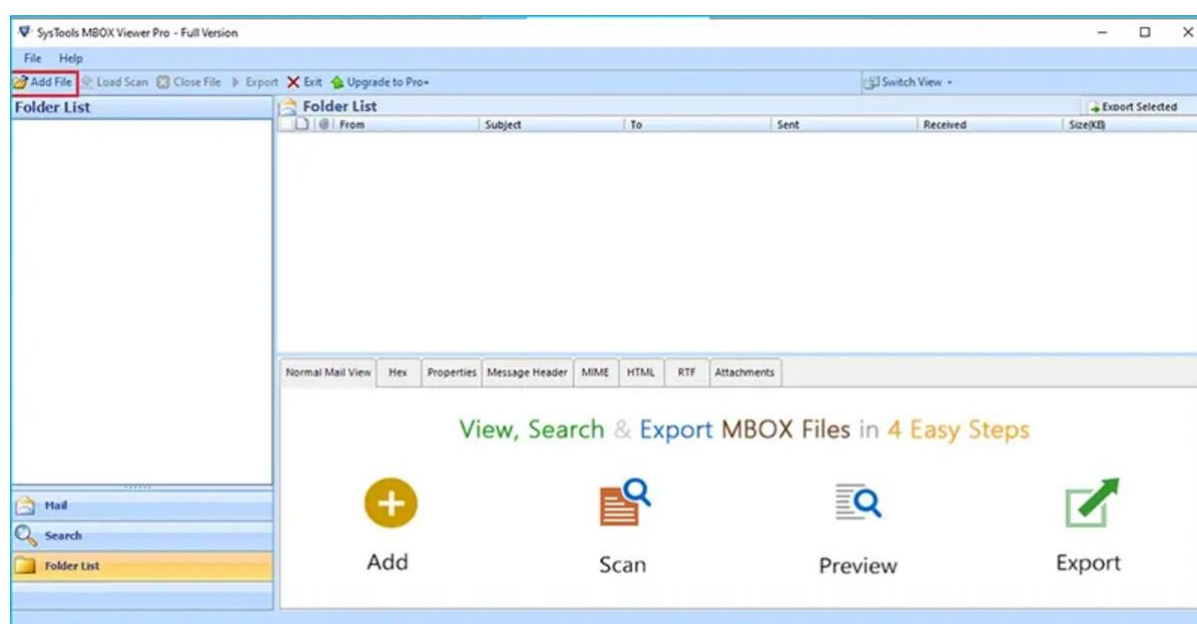 SysTools MBOX Viewer Pro - Full Version
File Help
Add File Load Scan Close File Export Exit Upgrade to Pro+ Switch View
Folder List Folder List Export Selected
From Subject To Sent Received Size(KB)
Normal Mail View Hex Properties Message Header MIME HTML RTF Attachments
View, Search & Export MBOX Files in 4 Easy Steps
Mail
Search
Folder List
Add Scan Preview Export